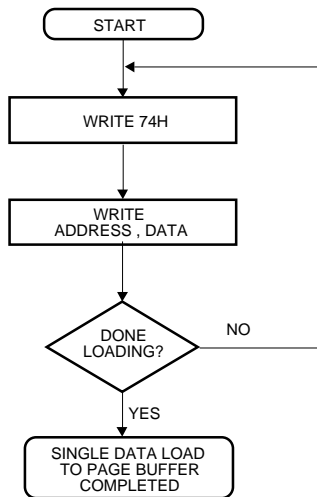 START
WRITE 74H
WRITE
ADDRESS , DATA
DONE
LOADING?
NO
YES
SINGLE DATA LOAD
TO PAGE BUFFER
COMPLETED